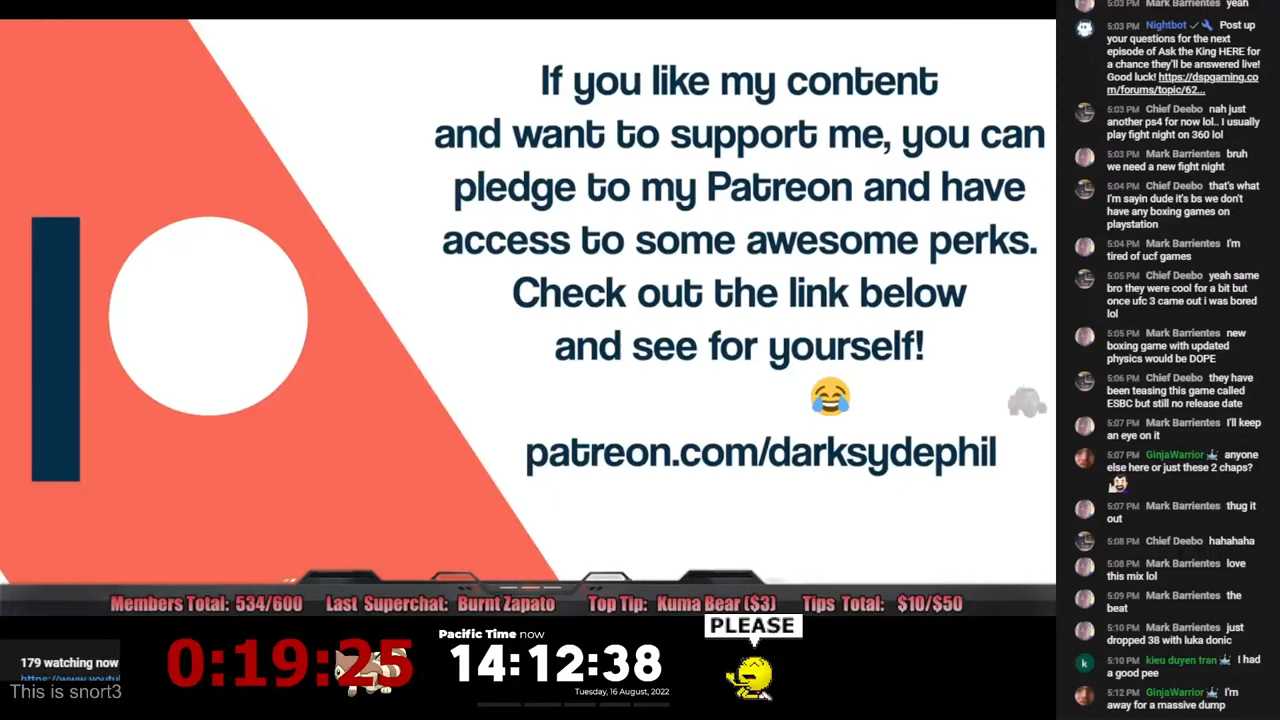 If you like my content
and want to support me, you can
pledge to my Patreon and have
access to some awesome perks.
Check out the link below
and see for yourself!
😂
patreon.com/darksydephil
Members Total: 534/600 Last Superchat: Burnt Zapato Top Tip: Kuma Bear ($3) Tips Total: $10/$50
PLEASE
179 watching now
This is snort3
0:19:25
Pacific Time now
14:12:38
Tuesday, 16 August, 2022
5:03 PM Mark Barrientes yeah
5:03 PM Nightbot Post up
your questions for the next
episode of Ask the King HERE for
a chance they'll be answered live!
Good luck! https://dspgaming.co
m/forums/topic/62...
5:03 PM Chief Deebo nah just
another ps4 for now lol.. I usually
play fight night on 360 lol
5:03 PM Mark Barrientes bruh
we need a new fight night
5:04 PM Chief Deebo that's what
I'm sayin dude it's bs we don't
have any boxing games on
playstation
5:04 PM Mark Barrientes I'm
tired of ucf games
5:05 PM Chief Deebo yeah same
bro they were cool for a bit but
once ufc 3 came out i was bored
lol
5:05 PM Mark Barrientes new
boxing game with updated
physics would be DOPE
5:06 PM Chief Deebo they have
been teasing this game called
ESBC but still no release date
5:07 PM Mark Barrientes I'll keep
an eye on it
5:07 PM GinjaWarrior anyone
else here or just these 2 chaps?
5:07 PM Mark Barrientes thug it
out
5:08 PM Chief Deebo hahahaha
5:08 PM Mark Barrientes love
this mix lol
5:09 PM Mark Barrientes the
beat
5:10 PM Mark Barrientes just
dropped 38 with luka donic
k
5:10 PM kieu duyen tran I had
a good pee
5:12 PM GinjaWarrior I'm
away for a massive dump